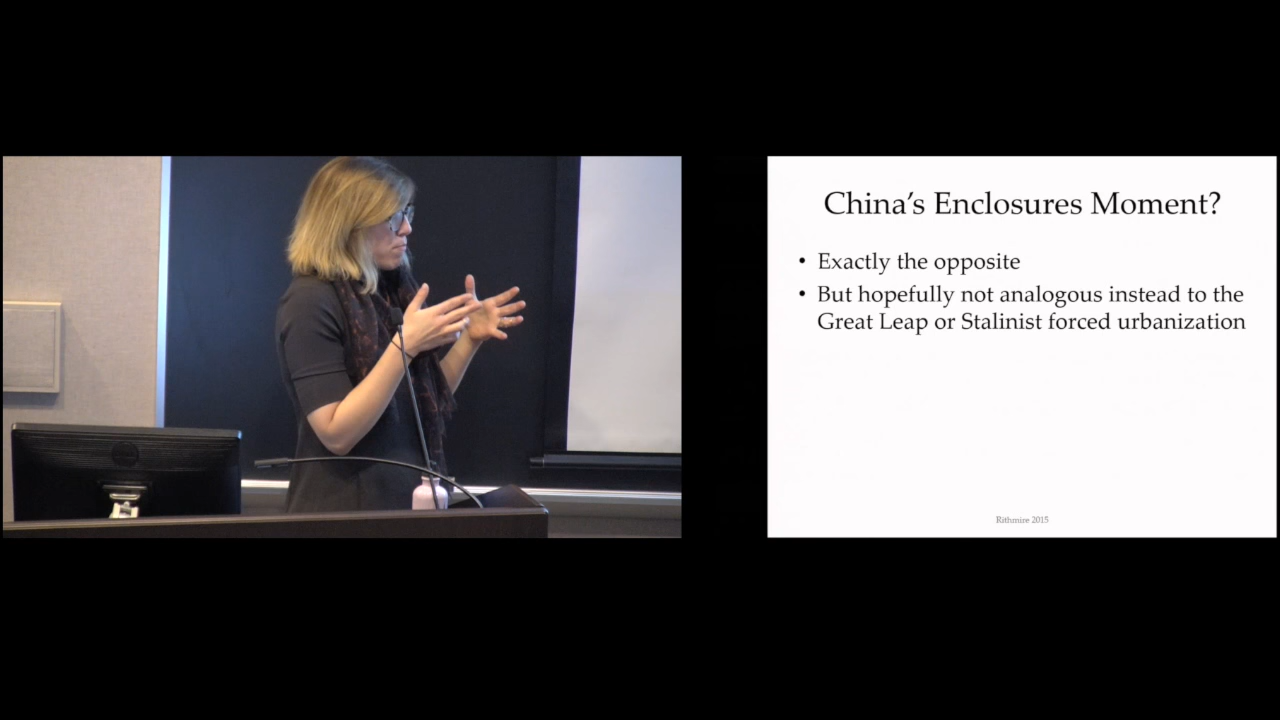 China's Enclosures Moment?
• Exactly the opposite
• But hopefully not analogous instead to the
Great Leap or Stalinist forced urbanization
Rithmire 2015